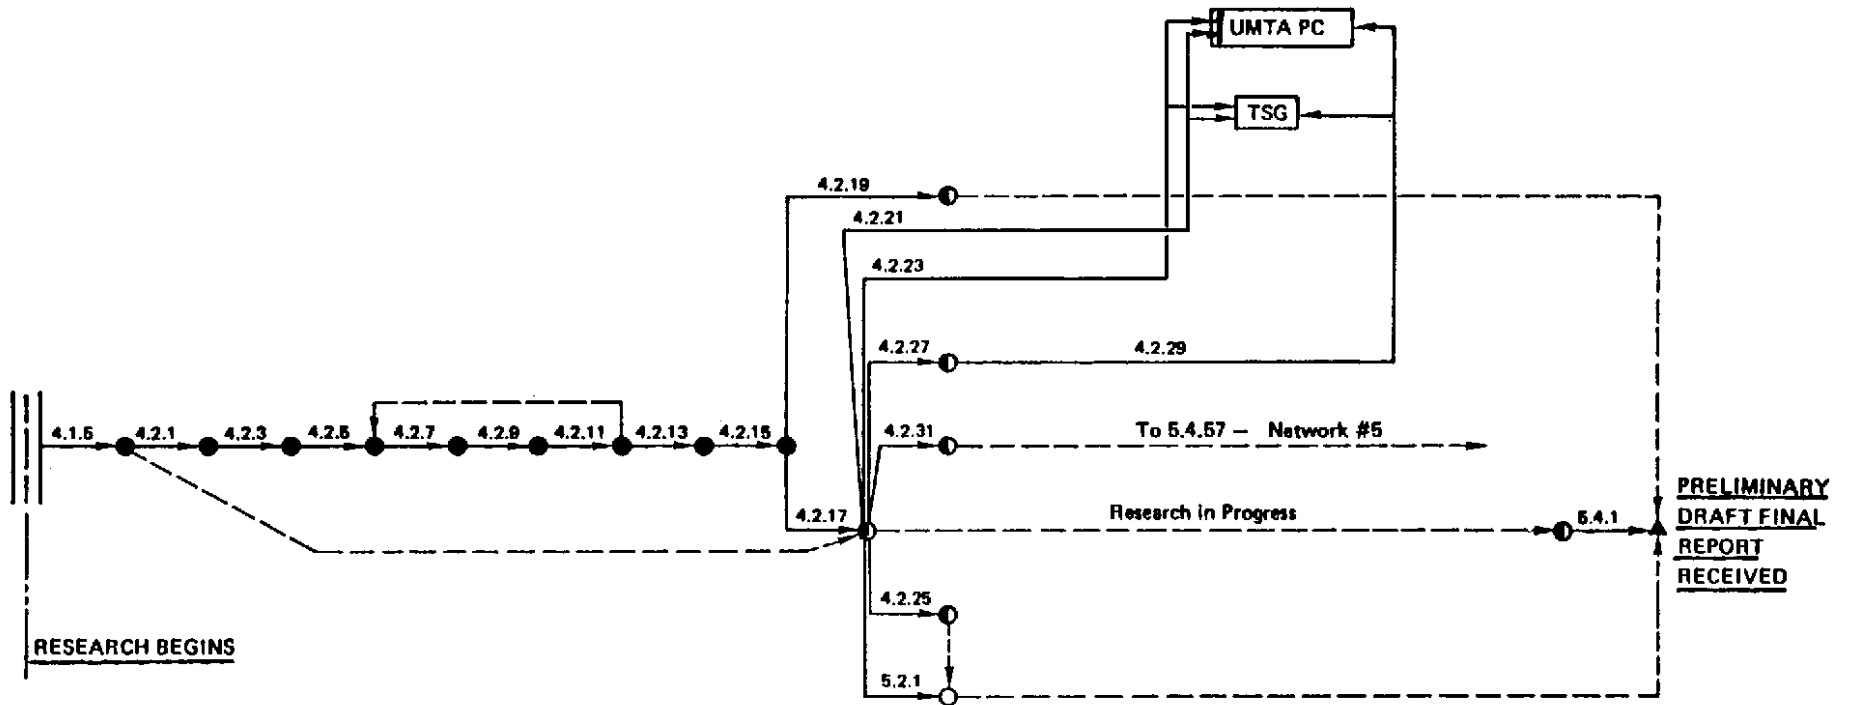 UMTA PC
TSG
4.2.19
4.2.21
4.2.23
4.2.27
4.2.29
4.1.5
4.2.1
4.2.3
4.2.5
4.2.7
4.2.9
4.2.11
4.2.13
4.2.15
4.2.31
To 5.4.57 – Network #5
4.2.17
Research in Progress
5.4.1
PRELIMINARY
DRAFT FINAL
REPORT
RECEIVED
4.2.25
RESEARCH BEGINS
5.2.1